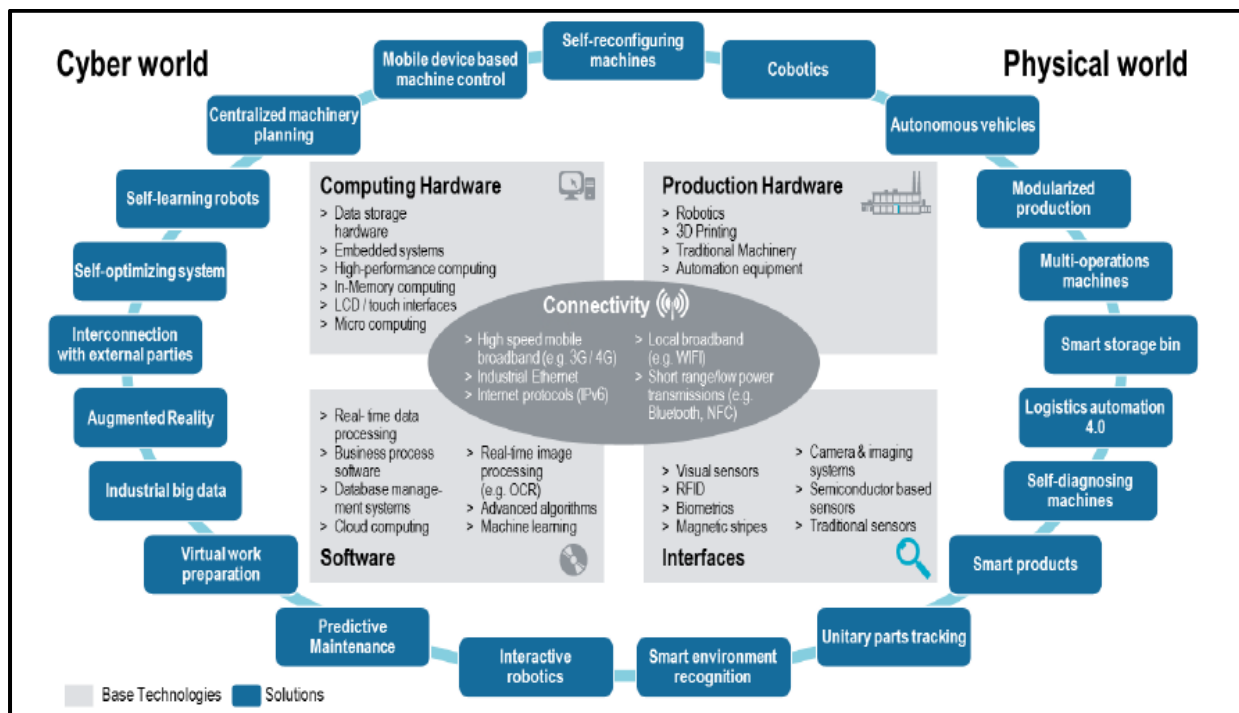 Cyber world
Physical world
Self-reconfiguring
machines
Mobile device based
machine control
Cobotics
Centralized machinery
planning
Autonomous vehicles
Self-learning robots
Modularized
production
Self-optimizing system
Multi-operations
machines
Interconnection
with external parties
Smart storage bin
Augmented Reality
Logistics automation
4.0
Industrial big data
Self-diagnosing
machines
Virtual work
preparation
Smart products
Predictive
Maintenance
Unitary parts tracking
Interactive
robotics
Smart environment
recognition
Computing Hardware
> Data storage
hardware
> Embedded systems
> High-performance computing
> In-Memory computing
> LCD / touch interfaces
> Micro computing
Production Hardware
> Robotics
> 3D Printing
> Traditional Machinery
> Automation equipment
Connectivity
> High speed mobile
broadband (e.g. 3G / 4G)
> Industrial Ethernet
> Internet protocols (IPv6)
> Local broadband
(e.g. WIFI)
> Short range/low power
transmissions (e.g.
Bluetooth, NFC)
> Real- time data
processing
> Business process
software
> Database manage-
ment systems
> Cloud computing
> Real-time image
processing
(e.g. OCR)
> Advanced algorithms
> Machine learning
Software
> Visual sensors
> RFID
> Biometrics
> Magnetic stripes
> Camera & imaging
systems
> Semiconductor based
sensors
> Traditional sensors
Interfaces
Base Technologies
Solutions